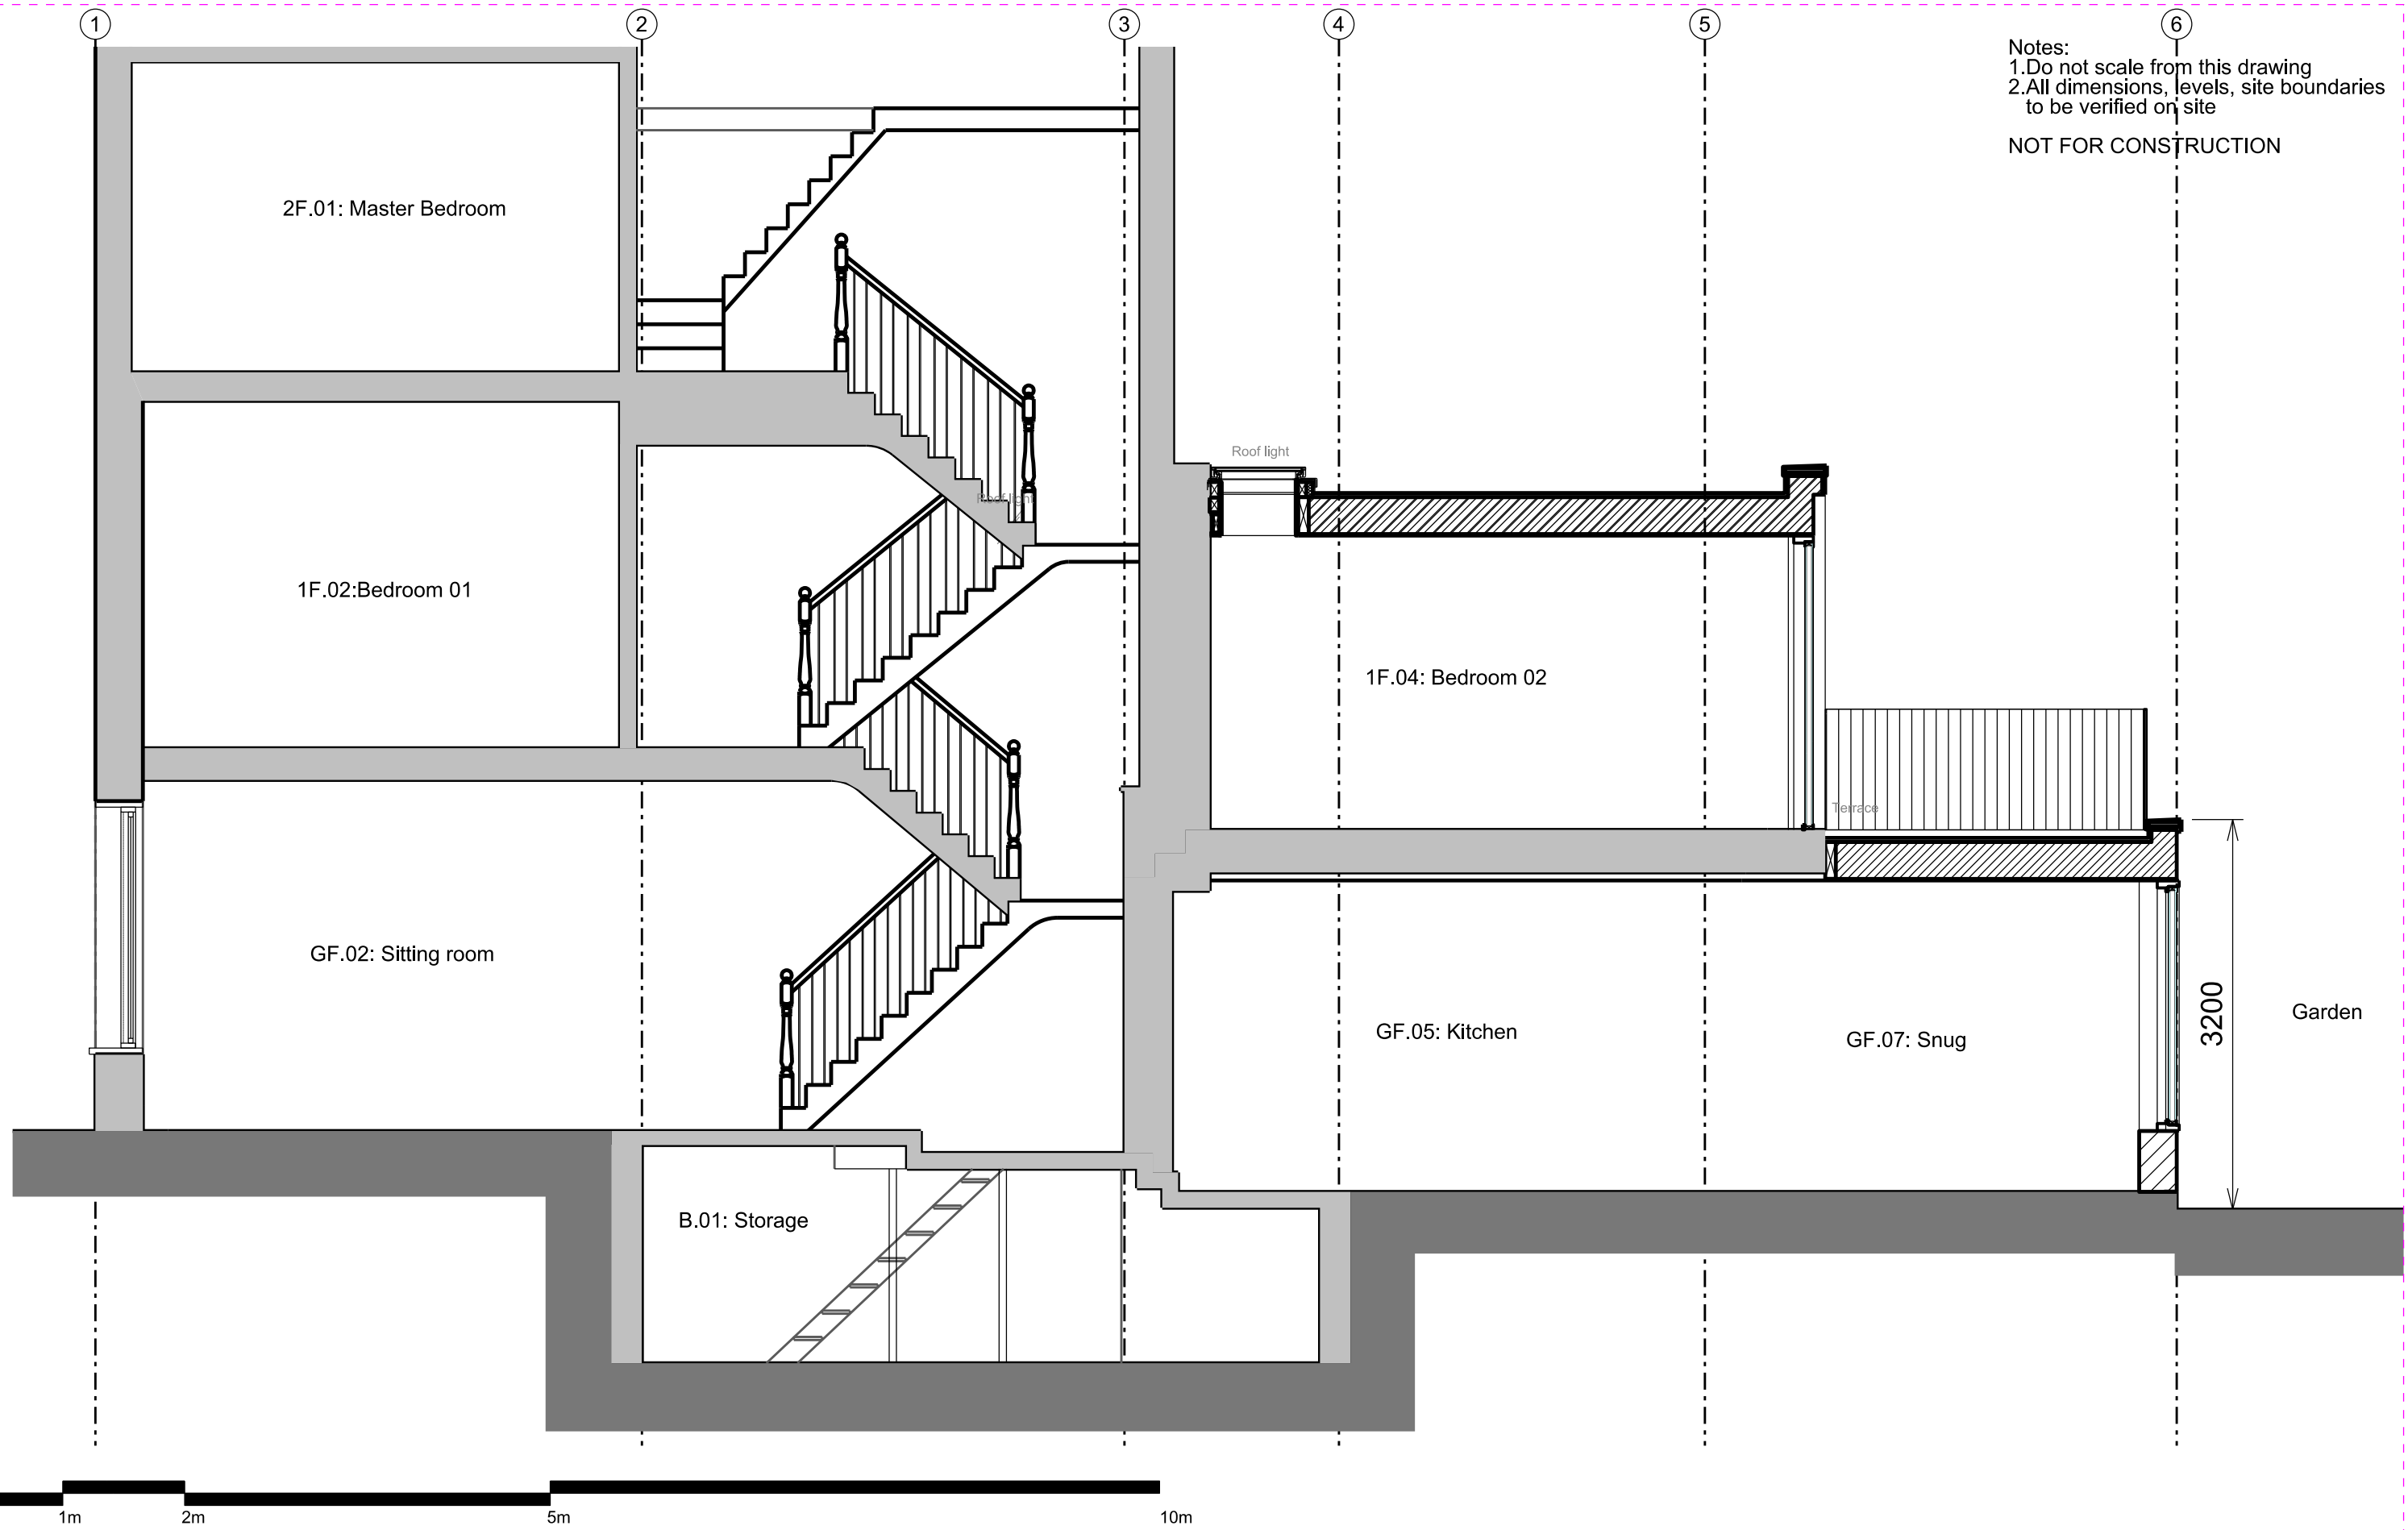 1
2
3
4
5
6
Notes:
1.Do not scale from this drawing
2.All dimensions, levels, site boundaries
to be verified on site
NOT FOR CONSTRUCTION
2F.01: Master Bedroom
Roof light
Roof light
1F.02:Bedroom 01
1F.04: Bedroom 02
Terrace
GF.02: Sitting room
3200
Garden
GF.05: Kitchen
GF.07: Snug
B.01: Storage
1m
2m
5m
10m